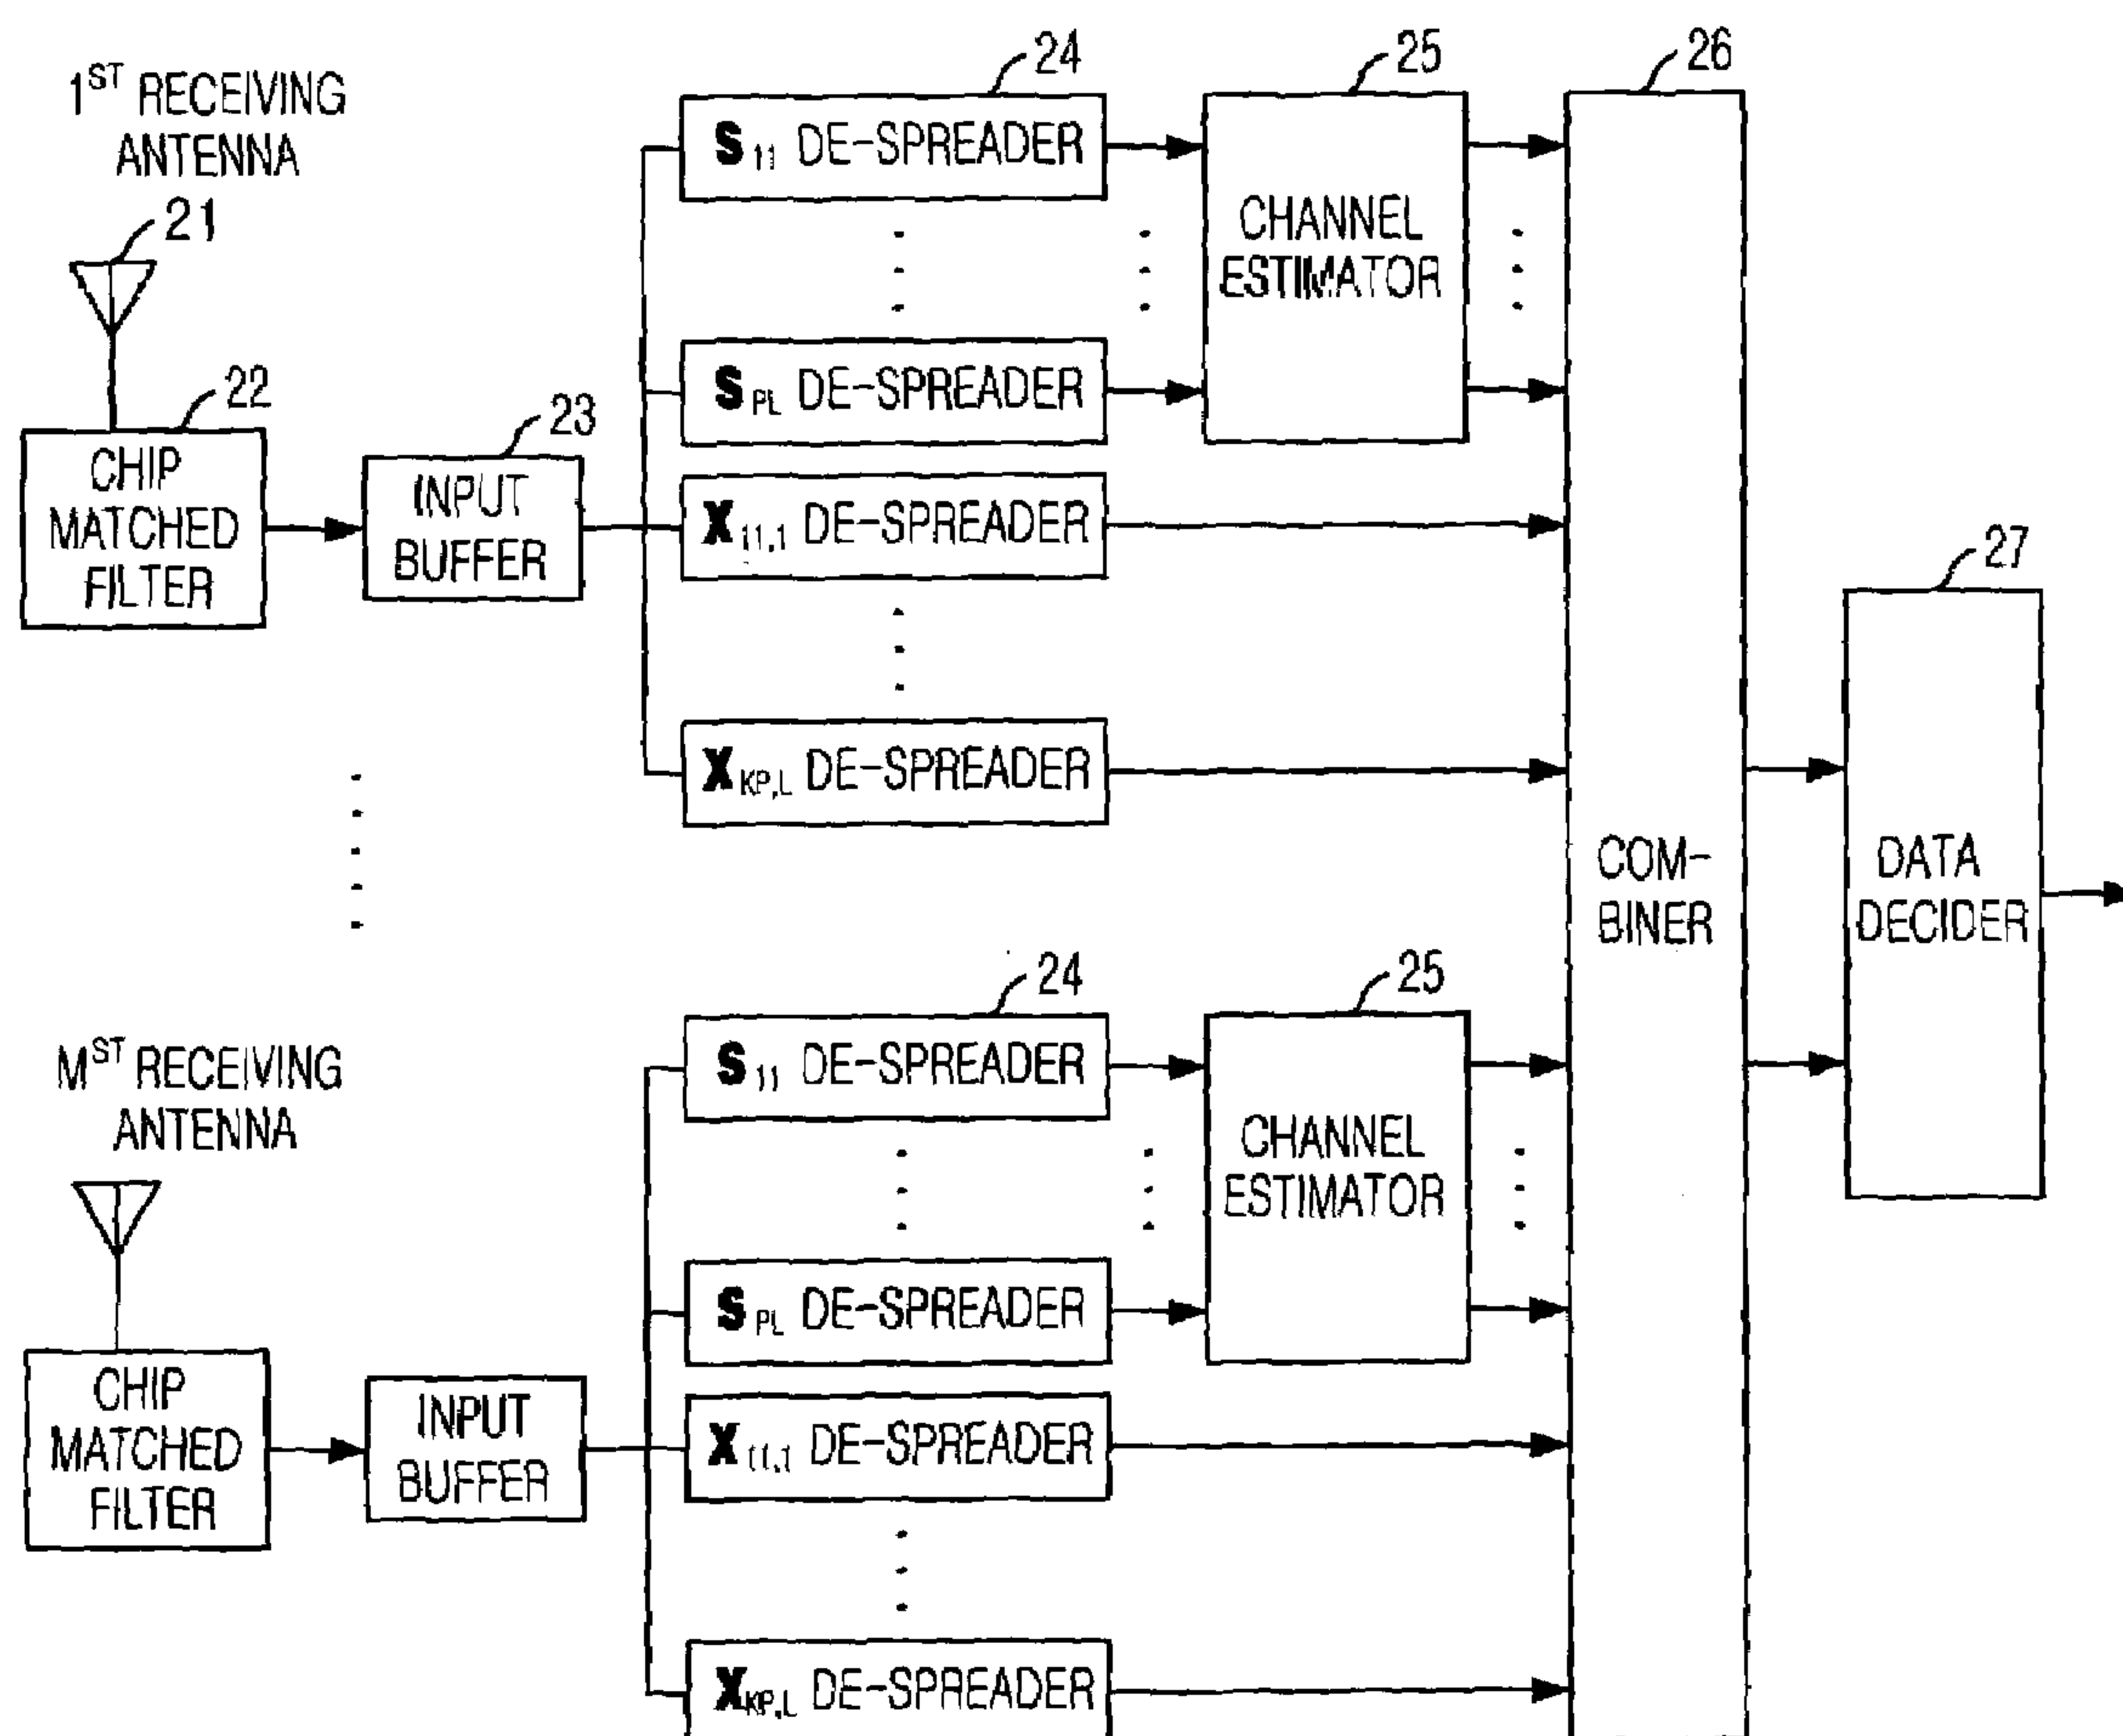 1ST RECEIVING
ANTENNA
21
22
CHIP
MATCHED
FILTER
23
INPUT
BUFFER
24
S11 DE-SPREADER
SPL DE-SPREADER
X11,1 DE-SPREADER
XKP,L DE-SPREADER
25
CHANNEL
ESTIMATOR
26
COM-
BINER
27
DATA
DECIDER
MST RECEIVING
ANTENNA
CHIP
MATCHED
FILTER
INPUT
BUFFER
24
S11 DE-SPREADER
SPL DE-SPREADER
X11,1 DE-SPREADER
XKP,L DE-SPREADER
25
CHANNEL
ESTIMATOR